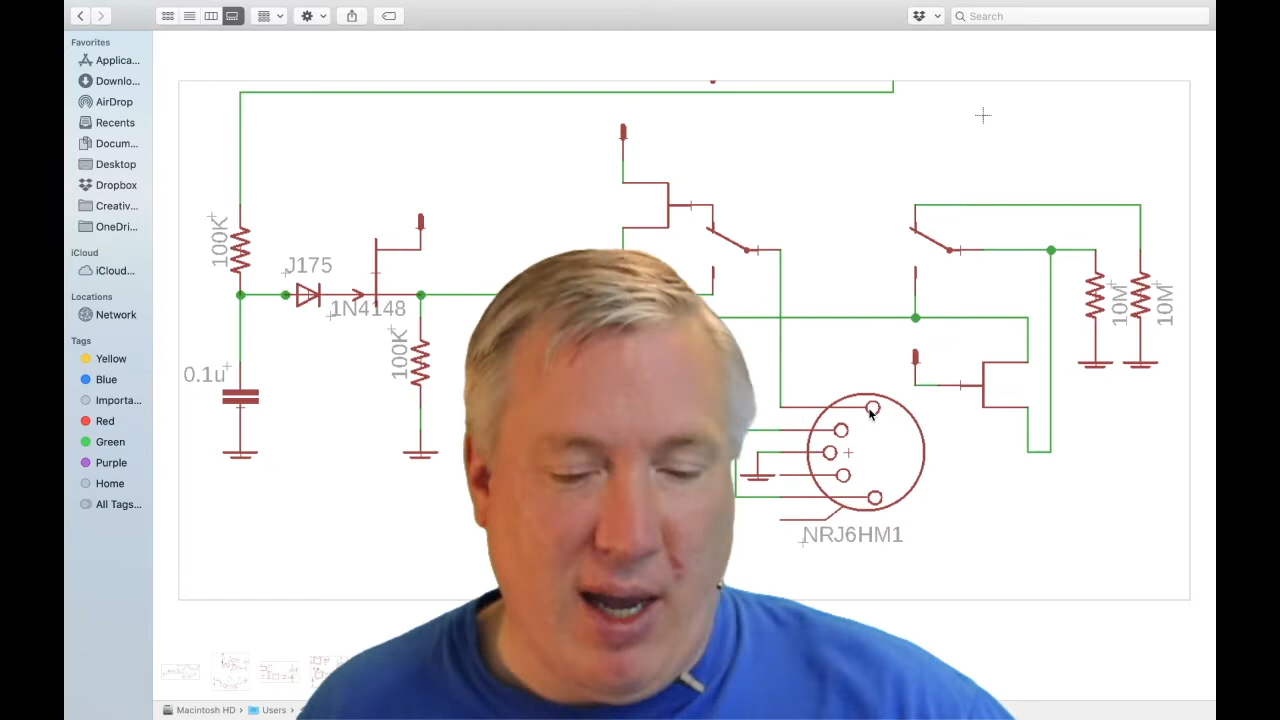 Search
Favorites
Applica...
Downlo...
AirDrop
Recents
Docum...
Desktop
Dropbox
Creativ...
OneDri...
iCloud
iCloud...
Locations
Network
Tags
Yellow
Blue
Importa...
Red
Green
Purple
Home
All Tags...
100K
J175
1N4148
0.1u
100K
10M
10M
NRJ6HM1
Macintosh HD
Users